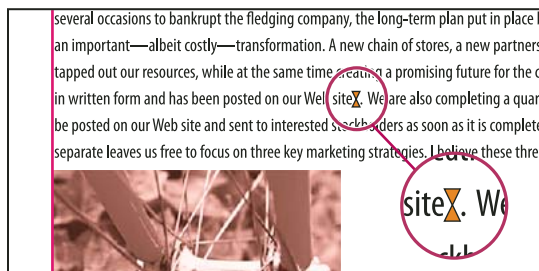 several occasions to bankrupt the fledging company, the long-term plan put in place
an important—albeit costly—transformation. A new chain of stores, a new partners
tapped out our resources, while at the same time creating a promising future for the
in written form and has been posted on our Web site. We are also completing a quar
be posted on our Web site and sent to interested stockholders as soon as it is complete
separate leaves us free to focus on three key marketing strategies. I believe these thre
site. We